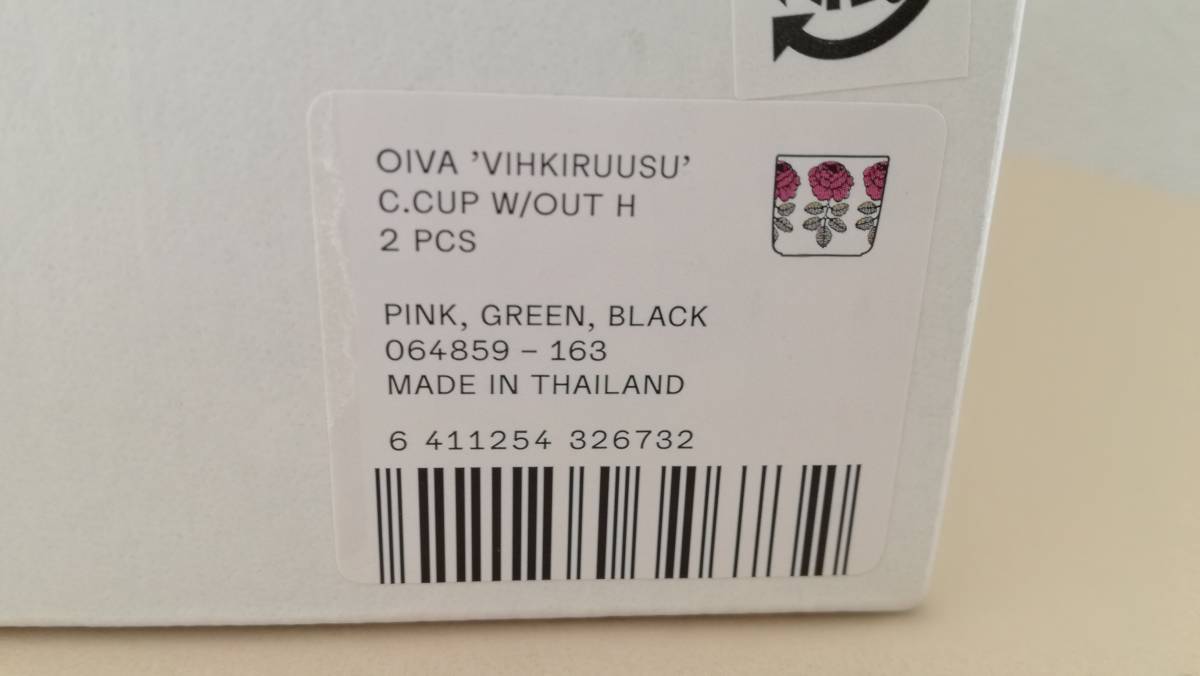 OIVA ’VIHKIRUUSU’
C.CUP W/OUT H
2 PCS
PINK, GREEN, BLACK
064859 – 163
MADE IN THAILAND
6 411254 326732